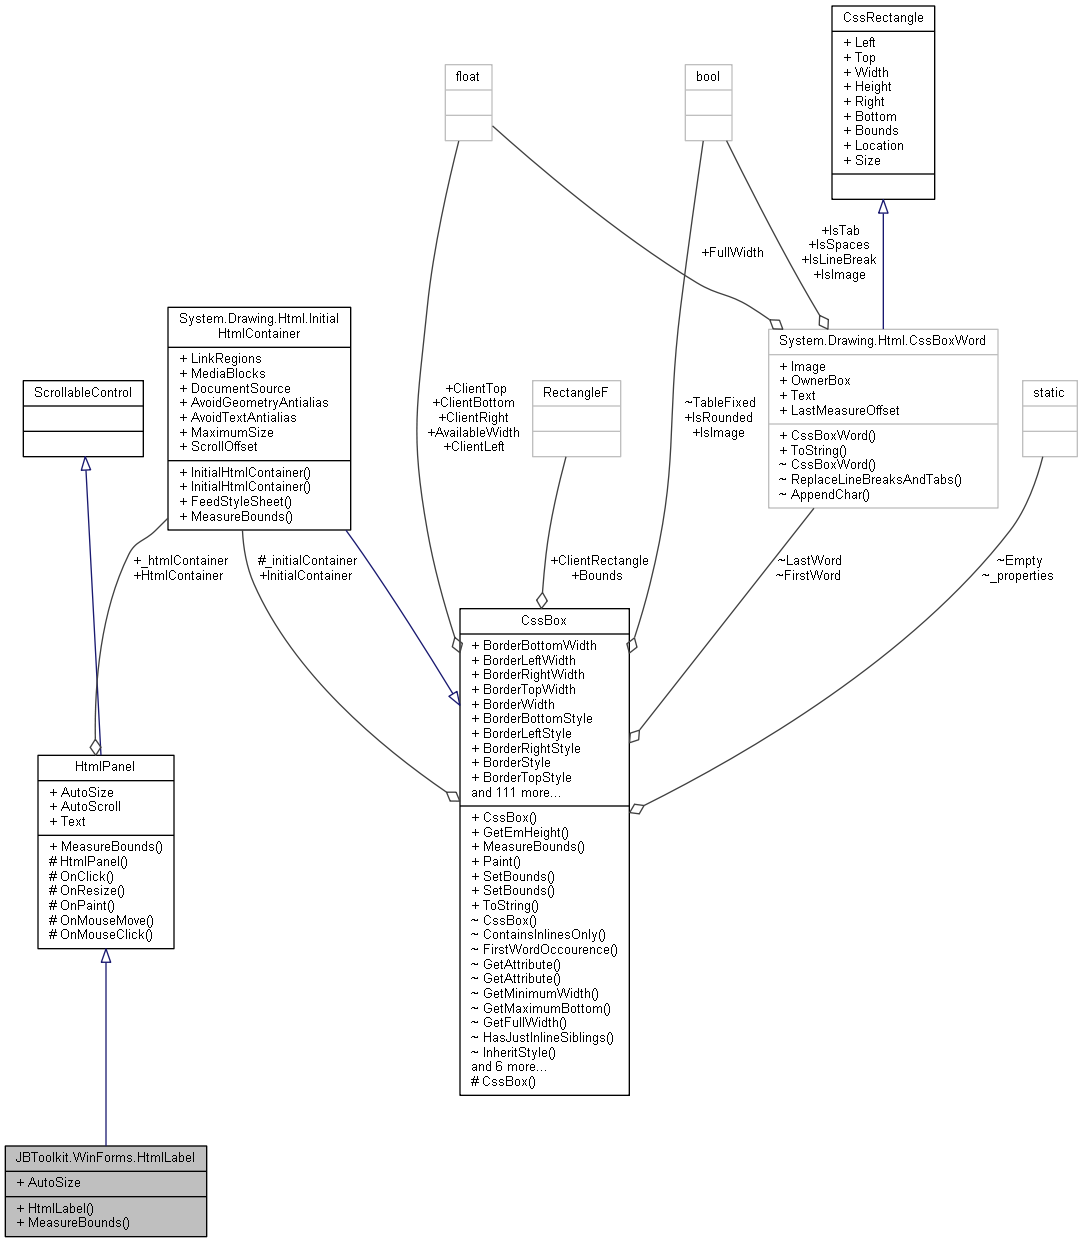 CssRectangle
+ Left
+ Top
+ Width
+ Height
+ Right
+ Bottom
+ Bounds
+ Location
+ Size
float
bool
+FullWidth
+IsTab
+IsSpaces
+IsLineBreak
+IsImage
System.Drawing.Html.Initial
HtmlContainer
+ LinkRegions
+ MediaBlocks
+ DocumentSource
+ AvoidGeometryAntialias
+ AvoidTextAntialias
+ MaximumSize
+ ScrollOffset
+ InitialHtmlContainer()
+ InitialHtmlContainer()
+ FeedStyleSheet()
+ MeasureBounds()
System.Drawing.Html.CssBoxWord
+ Image
+ OwnerBox
+ Text
+ LastMeasureOffset
+ CssBoxWord()
+ ToString()
~ CssBoxWord()
~ ReplaceLineBreaksAndTabs()
~ AppendChar()
ScrollableControl
+ClientTop
+ClientBottom
+ClientRight
+AvailableWidth
+ClientLeft
RectangleF
~TableFixed
+IsRounded
+IsImage
static
+_htmlContainer
+HtmlContainer
#_initialContainer
+InitialContainer
+ClientRectangle
+Bounds
~LastWord
~FirstWord
~Empty
~_properties
CssBox
+ BorderBottomWidth
+ BorderLeftWidth
+ BorderRightWidth
+ BorderTopWidth
+ BorderWidth
+ BorderBottomStyle
+ BorderLeftStyle
+ BorderRightStyle
+ BorderStyle
+ BorderTopStyle
and 111 more...
+ CssBox()
+ GetEmHeight()
+ MeasureBounds()
+ Paint()
+ SetBounds()
+ SetBounds()
+ ToString()
~ CssBox()
~ ContainsInlinesOnly()
~ FirstWordOccourence()
~ GetAttribute()
~ GetAttribute()
~ GetMinimumWidth()
~ GetMaximumBottom()
~ GetFullWidth()
~ HasJustInlineSiblings()
~ InheritStyle()
and 6 more...
# CssBox()
HtmlPanel
+ AutoSize
+ AutoScroll
+ Text
+ MeasureBounds()
# HtmlPanel()
# OnClick()
# OnResize()
# OnPaint()
# OnMouseMove()
# OnMouseClick()
JBToolkit.WinForms.HtmlLabel
+ AutoSize
+ HtmlLabel()
+ MeasureBounds()